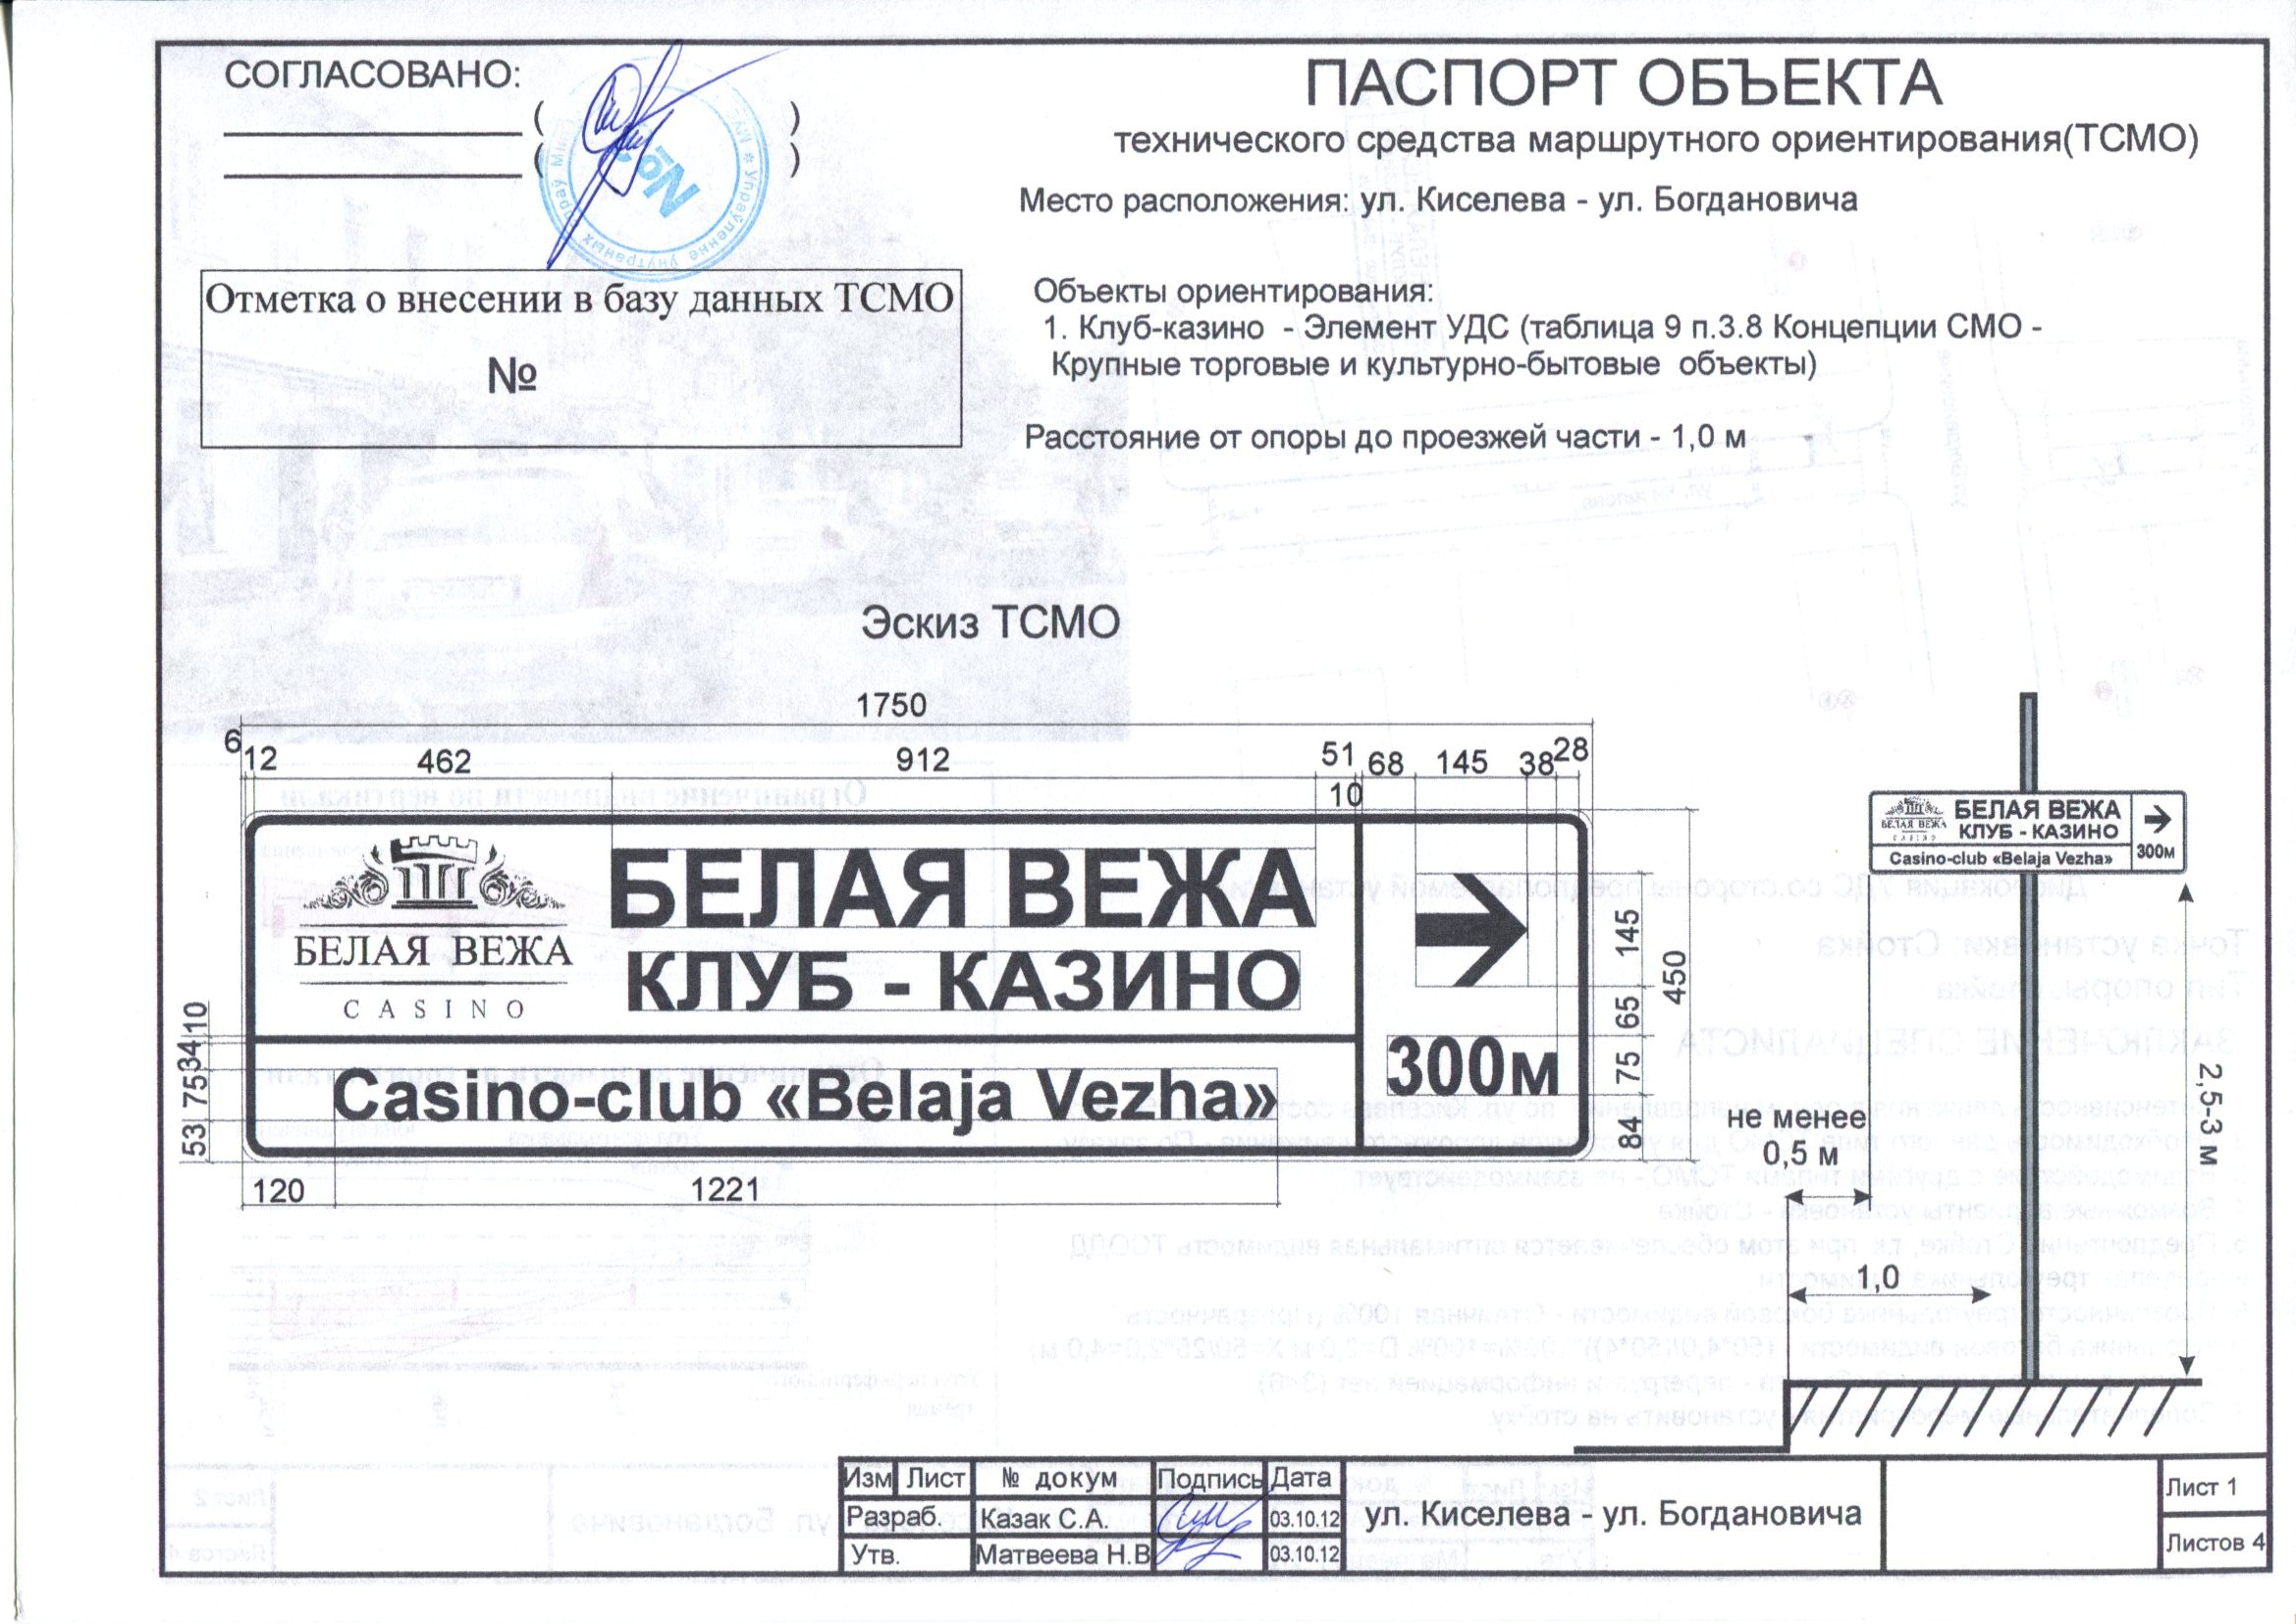 СОГЛАСОВАНО:
ПАСПОРТ ОБЪЕКТА
технического средства маршрутного ориентирования(ТСМО)
Место расположения: ул. Киселева - ул. Богдановича
Отметка о внесении в базу данных ТСМО
№
Объекты ориентирования:
1. Клуб-казино - Элемент УДС (таблица 9 п.3.8 Концепции СМО -
Крупные торговые и культурно-бытовые объекты)
Расстояние от опоры до проезжей части - 1,0 м
Эскиз ТСМО
1750
6 12 462 912 51 68 145 38 28
10
БЕЛАЯ ВЕЖА
CASINO
БЕЛАЯ ВЕЖА
КЛУБ - КАЗИНО
Casino-club «Belaja Vezha»
300м
10
34
75
53
145
65
75
84
450
120 1221
БЕЛАЯ ВЕЖА
CASINO
БЕЛАЯ ВЕЖА
КЛУБ - КАЗИНО
Casino-club «Belaja Vezha»
300м
2,5-3 м
не менее
0,5 м
1,0
Изм Лист № докум Подпись Дата
Разраб. Казак С.А. 03.10.12
Утв. Матвеева Н.В 03.10.12
ул. Киселева - ул. Богдановича
Лист 1
Листов 4